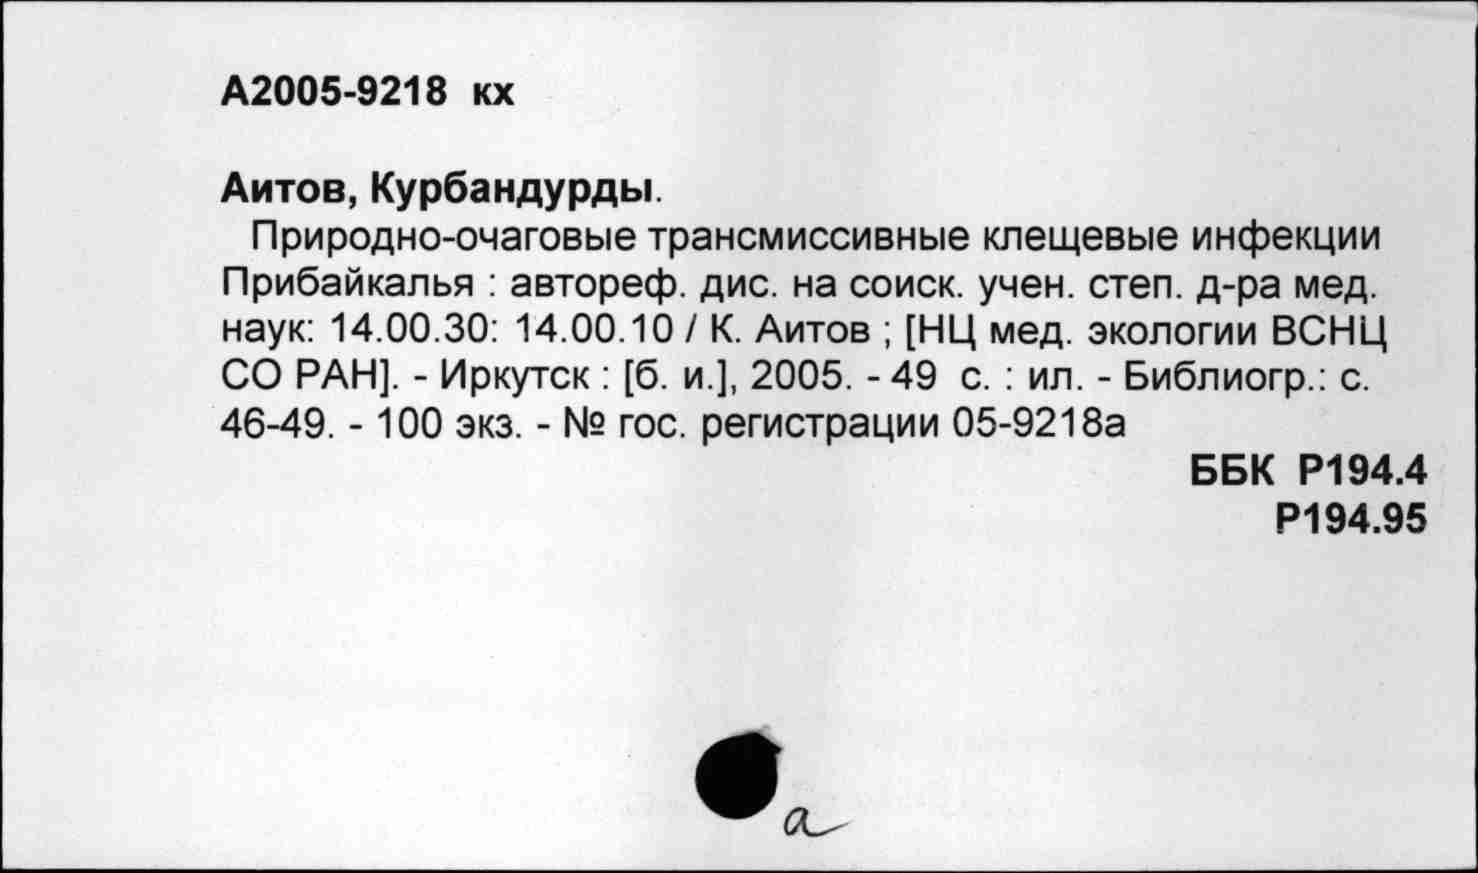 А2005-9218 кх
Аитов, Курбандурды.
Природно-очаговые трансмиссивные клещевые инфекции
Прибайкалья : автореф. дис. на соиск. учен. степ. д-ра мед.
наук: 14.00.30: 14.00.10 / К. Аитов ; [НЦ мед. экологии ВСНЦ
СО РАН]. - Иркутск : [б. и.], 2005. - 49 с. : ил. - Библиогр.: с.
46-49. - 100 экз. - № гос. регистрации 05-9218а
ББК Р194.4
Р194.95
а